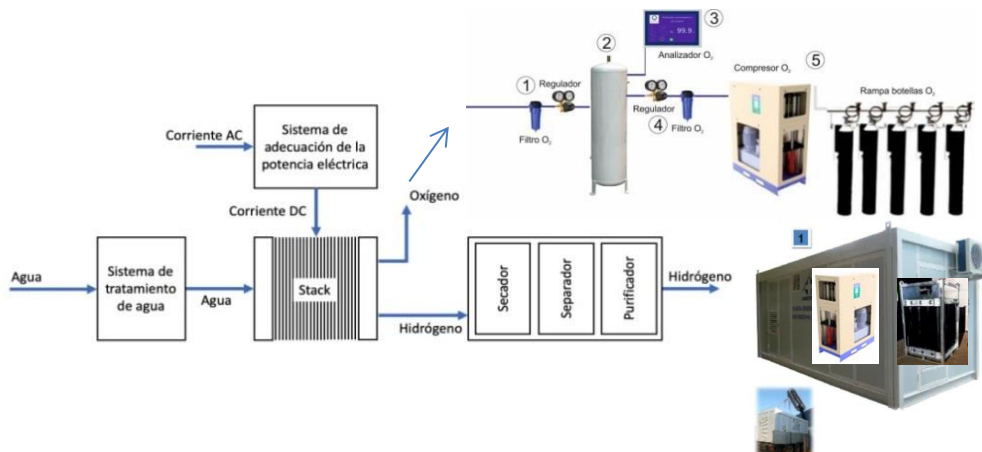 Corriente AC
Sistema de
adecuación de la
potencia eléctrica
Corriente DC
Oxígeno
Agua
Sistema de
tratamiento
de agua
Agua
Stack
Hidrógeno
Secador
Separador
Purificador
Hidrógeno
1
Regulador
Filtro O₂
2
3
99.9
Analizador O₂
Regulador
4
Filtro O₂
Compresor O₂
5
Rampa botellas O₂
1